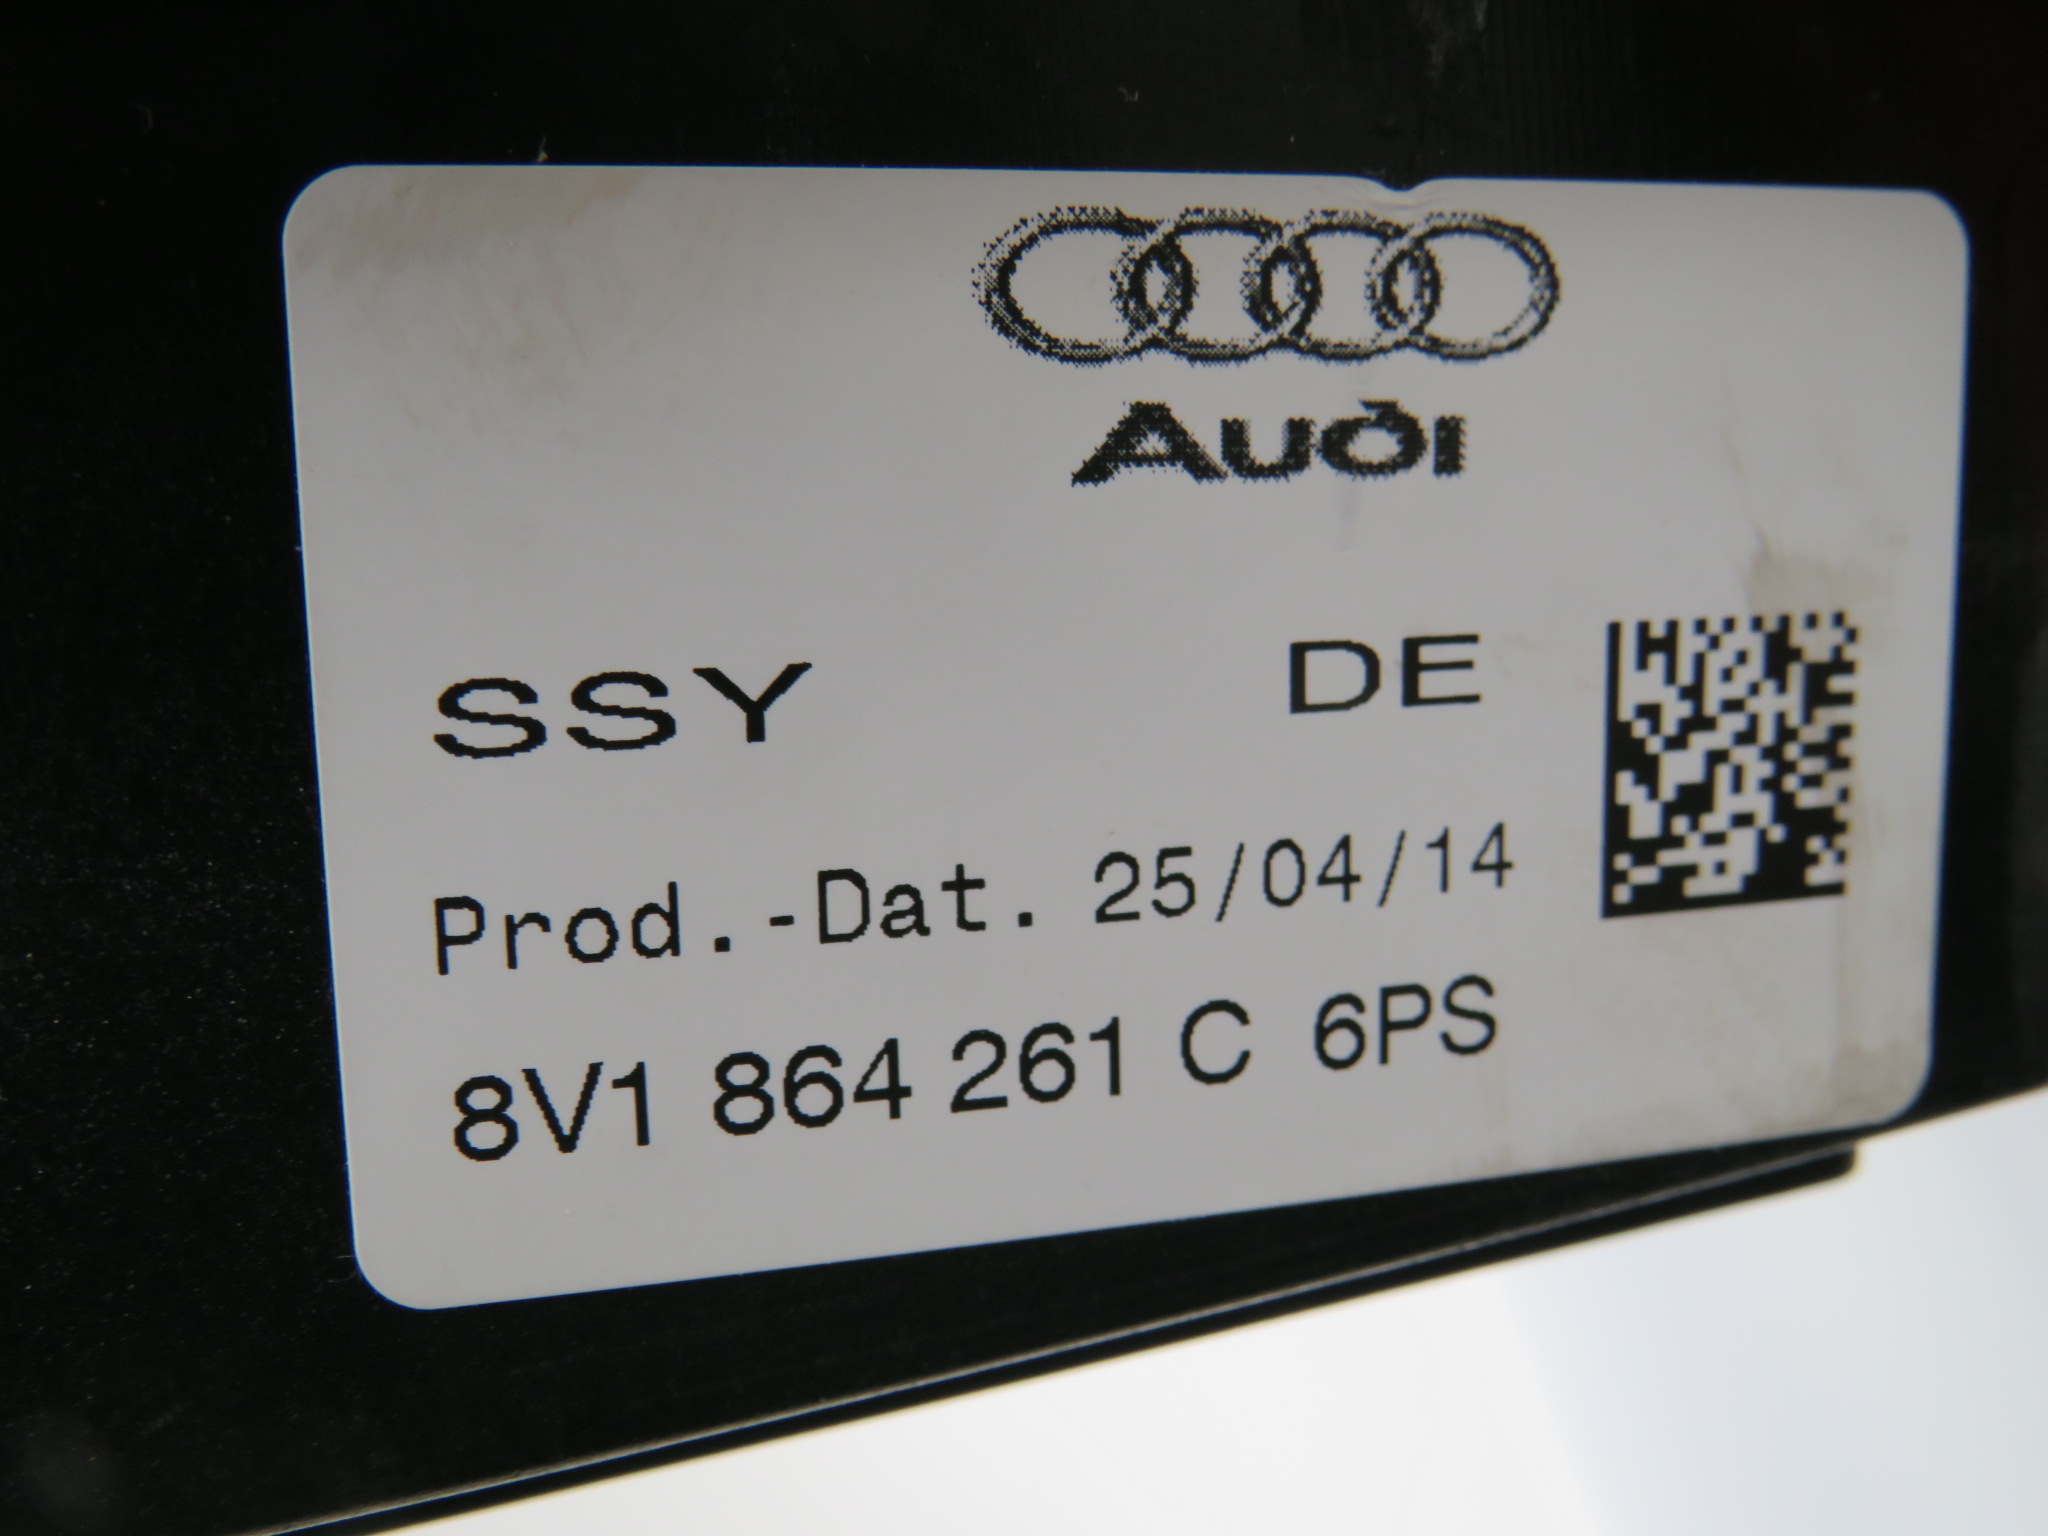 Audi
SSY DE
Prod.-Dat. 25/04/14
8V1 864 261 C 6PS